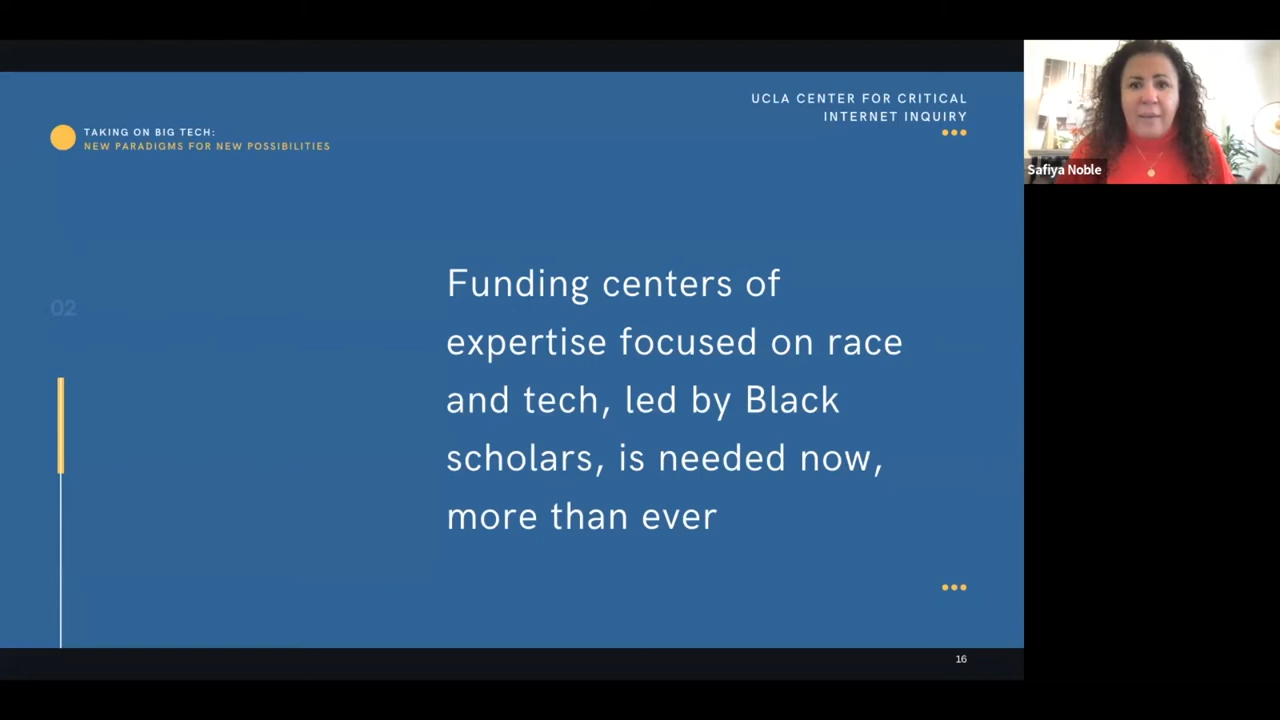 TAKING ON BIG TECH:
NEW PARADIGMS FOR NEW POSSIBILITIES
UCLA CENTER FOR CRITICAL
INTERNET INQUIRY
Safiya Noble
02
Funding centers of
expertise focused on race
and tech, led by Black
scholars, is needed now,
more than ever
16